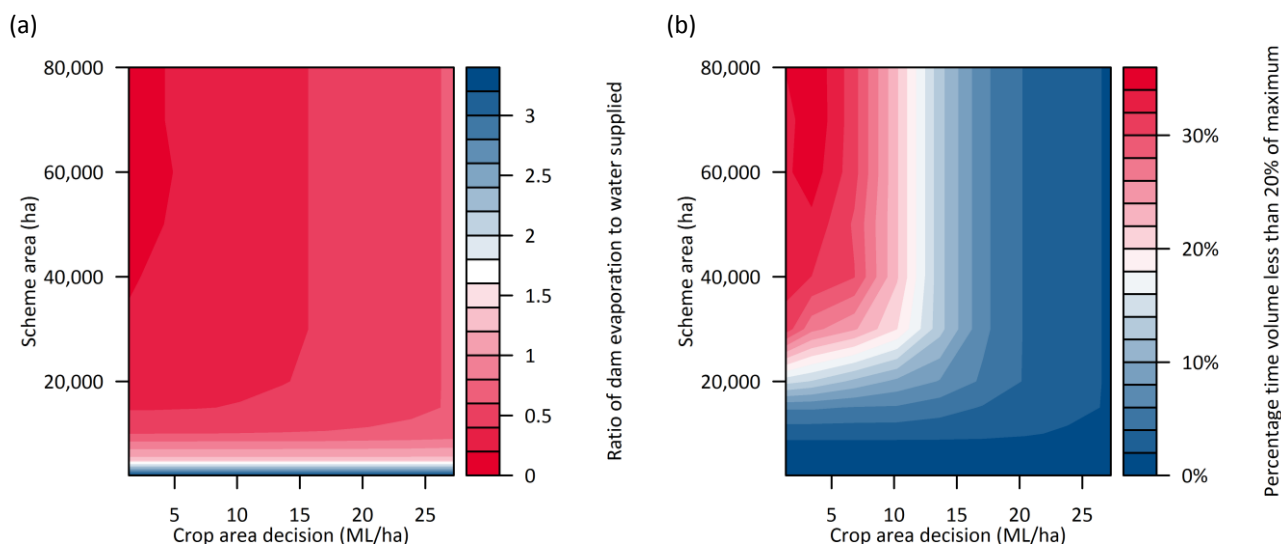 (a)
80,000
60,000
40,000
20,000
Scheme area (ha)
5 10 15 20 25
Crop area decision (ML/ha)
3
2.5
2
1.5
1
0.5
0
Ratio of dam evaporation to water supplied
(b)
80,000
60,000
40,000
20,000
Scheme area (ha)
5 10 15 20 25
Crop area decision (ML/ha)
30%
20%
10%
0%
Percentage time volume less than 20% of maximum